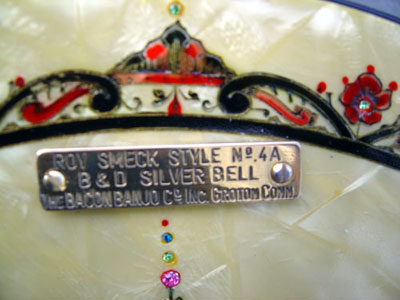 ROY SMECK STYLE No. 4A
B & D SILVER BELL
THE BACON BANJO Co. INC. GROTON CONN.